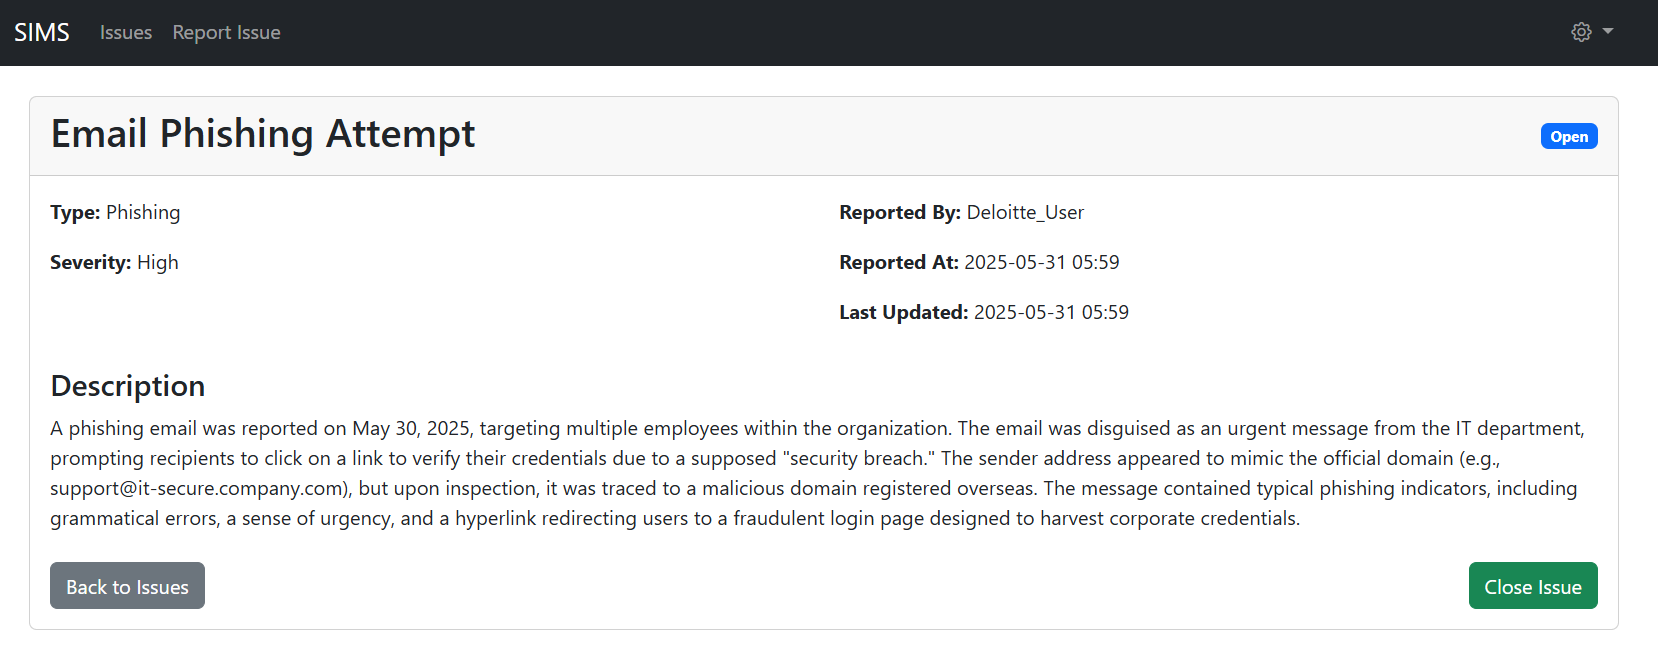 SIMS Issues Report Issue
Email Phishing Attempt
Open
Type: Phishing
Reported By: Deloitte_User
Severity: High
Reported At: 2025-05-31 05:59
Last Updated: 2025-05-31 05:59
Description
A phishing email was reported on May 30, 2025, targeting multiple employees within the organization. The email was disguised as an urgent message from the IT department,
prompting recipients to click on a link to verify their credentials due to a supposed "security breach." The sender address appeared to mimic the official domain (e.g.,
support@it-secure.company.com), but upon inspection, it was traced to a malicious domain registered overseas. The message contained typical phishing indicators, including
grammatical errors, a sense of urgency, and a hyperlink redirecting users to a fraudulent login page designed to harvest corporate credentials.
Back to Issues
Close Issue